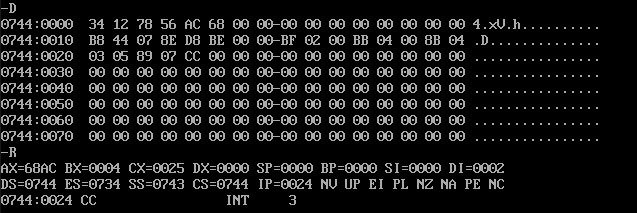 -D
0744:0000  34 12 78 56 AC 68 00 00-00 00 00 00 00 00 00 00 4.xV.h..........
0744:0010  B8 44 07 8E D8 BE 00 00-BF 02 00 BB 04 00 8B 04 .D..............
0744:0020  03 05 89 07 CC 00 00 00-00 00 00 00 00 00 00 00 ................
0744:0030  00 00 00 00 00 00 00 00-00 00 00 00 00 00 00 00 ................
0744:0040  00 00 00 00 00 00 00 00-00 00 00 00 00 00 00 00 ................
0744:0050  00 00 00 00 00 00 00 00-00 00 00 00 00 00 00 00 ................
0744:0060  00 00 00 00 00 00 00 00-00 00 00 00 00 00 00 00 ................
0744:0070  00 00 00 00 00 00 00 00-00 00 00 00 00 00 00 00 ................
-R
AX=68AC BX=0004 CX=0025 DX=0000 SP=0000 BP=0000 SI=0000 DI=0002
DS=0744 ES=0734 SS=0743 CS=0744 IP=0024 NV UP EI PL NZ NA PE NC
0744:0024 CC            INT    3